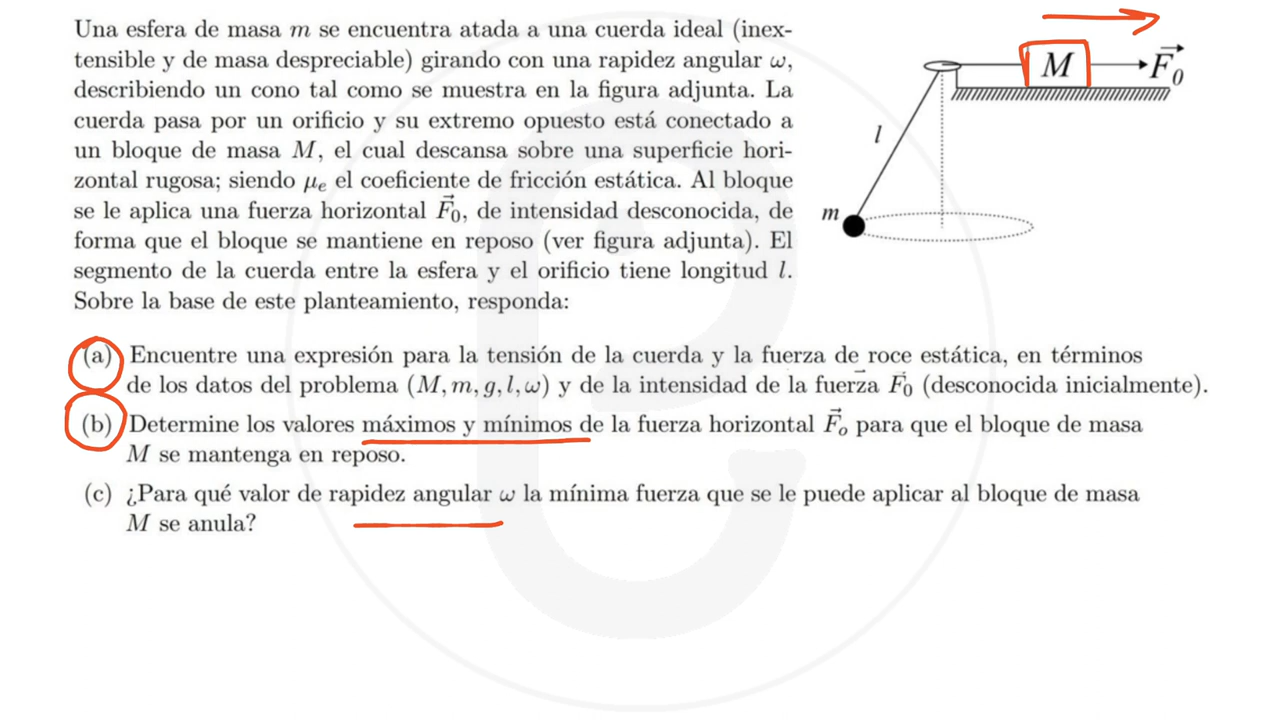 Una esfera de masa m se encuentra atada a una cuerda ideal (inex-
tensible y de masa despreciable) girando con una rapidez angular ω,
describiendo un cono tal como se muestra en la figura adjunta. La
cuerda pasa por un orificio y su extremo opuesto está conectado a
un bloque de masa M, el cual descansa sobre una superficie hori-
zontal rugosa; siendo μₑ el coeficiente de fricción estática. Al bloque
se le aplica una fuerza horizontal F⃗₀, de intensidad desconocida, de
forma que el bloque se mantiene en reposo (ver figura adjunta). El
segmento de la cuerda entre la esfera y el orificio tiene longitud l.
Sobre la base de este planteamiento, responda:
M
F⃗₀
l
m
(a) Encuentre una expresión para la tensión de la cuerda y la fuerza de roce estática, en términos
de los datos del problema (M, m, g, l, ω) y de la intensidad de la fuerza F⃗₀ (desconocida inicialmente).
(b) Determine los valores máximos y mínimos de la fuerza horizontal F⃗ₒ para que el bloque de masa
M se mantenga en reposo.
(c) ¿Para qué valor de rapidez angular ω la mínima fuerza que se le puede aplicar al bloque de masa
M se anula?